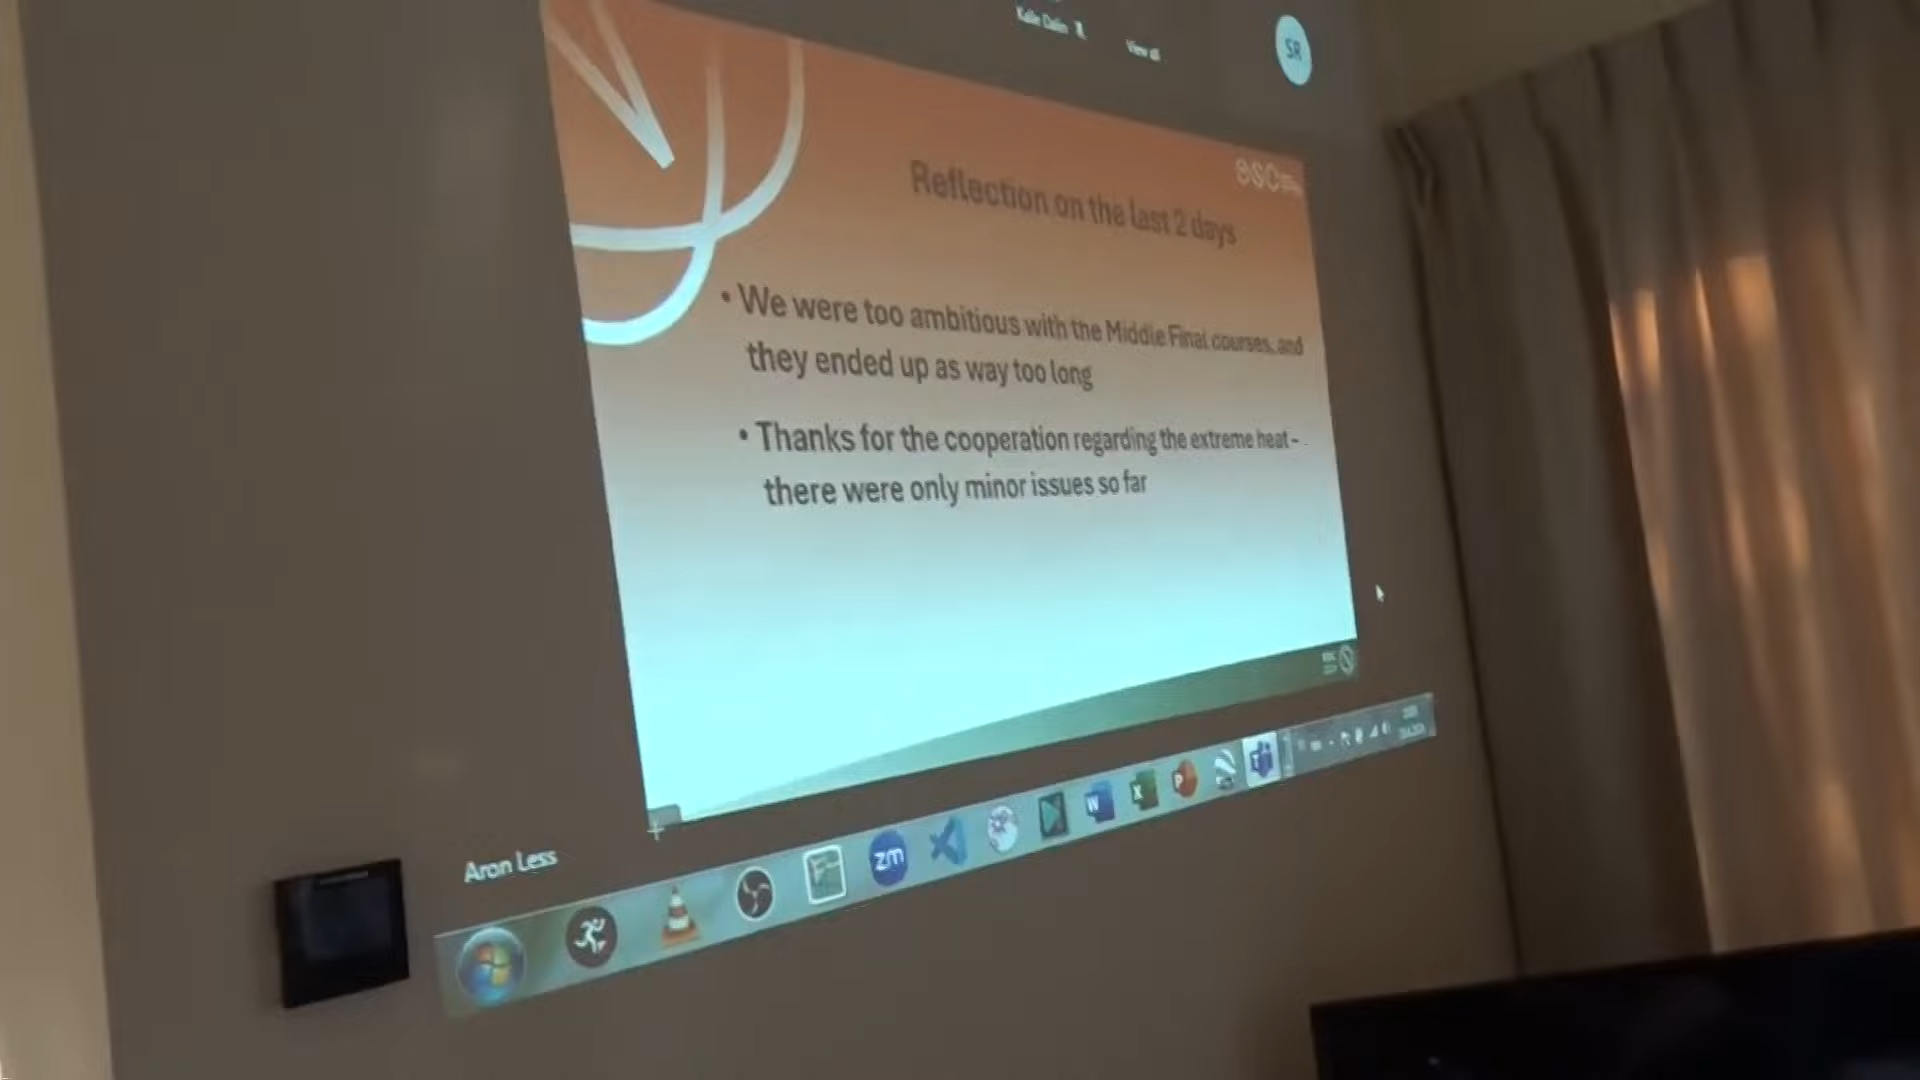 View all
SR
Reflection on the last 2 days
• We were too ambitious with the Middle Final courses, and
they ended up as way too long
• Thanks for the cooperation regarding the extreme heat -
there were only minor issues so far
Aron Less
zm
W
X
P
T